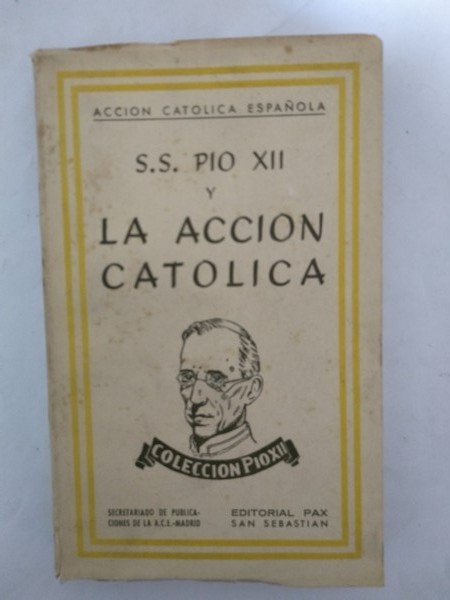 ACCION CATOLICA ESPAÑOLA
S.S. PIO XII
Y
LA ACCION
CATOLICA
COLECCION PIO XII
SECRETARIADO DE PUBLICA-
CIONES DE LA A.C.E.-MADRID
EDITORIAL PAX
SAN SEBASTIAN